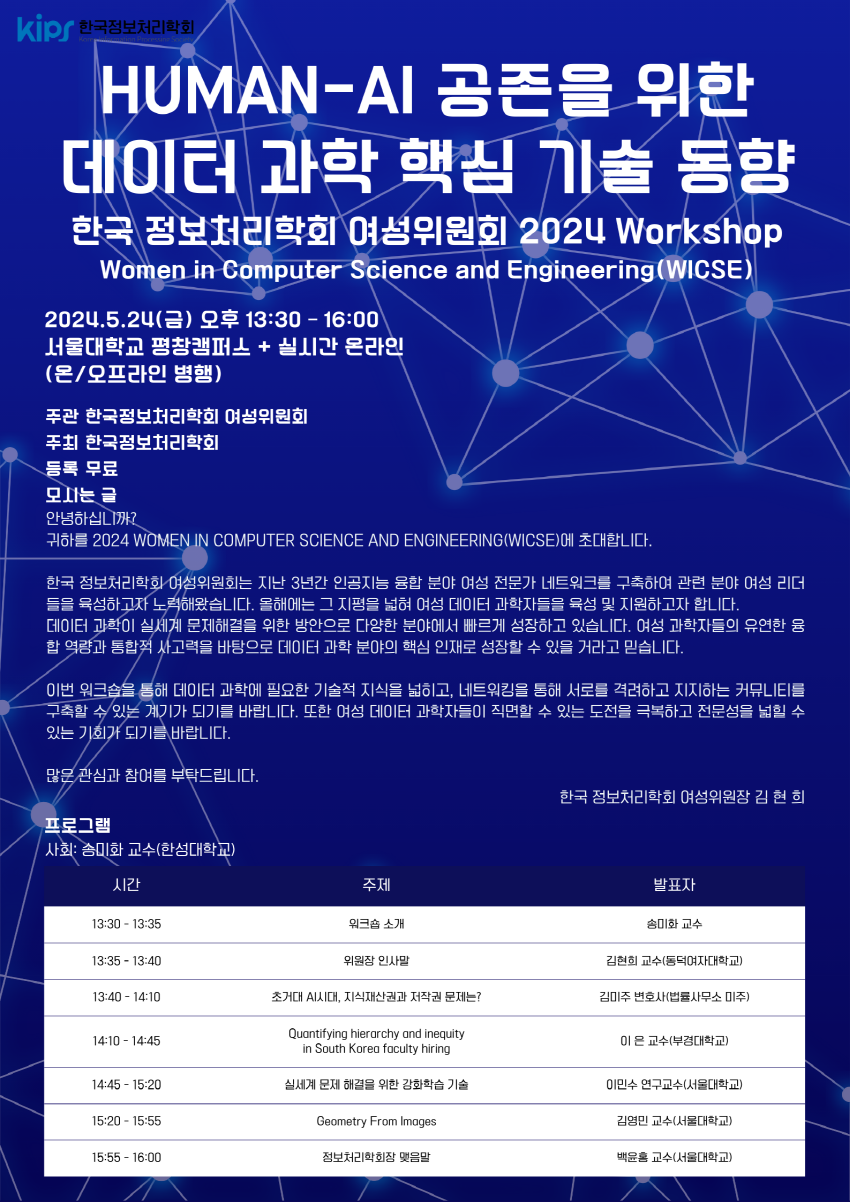 kips 한국정보처리학회
HUMAN-AI 공존을 위한
데이터 과학 핵심 기술 동향
한국 정보처리학회 여성위원회 2024 Workshop
Women in Computer Science and Engineering(WICSE)
2024.5.24(금) 오후 13:30 - 16:00
서울대학교 평창캠퍼스 + 실시간 온라인
(온/오프라인 병행)
주관 한국정보처리학회 여성위원회
주최 한국정보처리학회
등록 무료
모시는 글
안녕하십니까?
귀하를 2024 WOMEN IN COMPUTER SCIENCE AND ENGINEERING(WICSE)에 초대합니다.
한국 정보처리학회 여성위원회는 지난 3년간 인공지능 융합 분야 여성 전문가 네트워크를 구축하여 관련 분야 여성 리더
들을 육성하고자 노력해왔습니다. 올해에는 그 지평을 넓혀 여성 데이터 과학자들을 육성 및 지원하고자 합니다.
데이터 과학이 실세계 문제해결을 위한 방안으로 다양한 분야에서 빠르게 성장하고 있습니다. 여성 과학자들의 유연한 융
합 역량과 통합적 사고력을 바탕으로 데이터 과학 분야의 핵심 인재로 성장할 수 있을 거라고 믿습니다.
이번 워크숍을 통해 데이터 과학에 필요한 기술적 지식을 넓히고, 네트워킹을 통해 서로를 격려하고 지지하는 커뮤니티를
구축할 수 있는 계기가 되기를 바랍니다. 또한 여성 데이터 과학자들이 직면할 수 있는 도전을 극복하고 전문성을 넓힐 수
있는 기회가 되기를 바랍니다.
많은 관심과 참여를 부탁드립니다.
한국 정보처리학회 여성위원장 김 현 희
프로그램
사회: 송미화 교수(한성대학교)
시간 주제 발표자
13:30 - 13:35 워크숍 소개 송미화 교수
13:35 - 13:40 위원장 인사말 김현희 교수(동덕여자대학교)
13:40 - 14:10 초거대 AI시대, 지식재산권과 저작권 문제는? 김미주 변호사(법률사무소 미주)
14:10 - 14:45 Quantifying hierarchy and inequity
in South Korea faculty hiring 이 은 교수(부경대학교)
14:45 - 15:20 실세계 문제 해결을 위한 강화학습 기술 이민수 연구교수(서울대학교)
15:20 - 15:55 Geometry From Images 김영민 교수(서울대학교)
15:55 - 16:00 정보처리학회장 맺음말 백윤흥 교수(서울대학교)